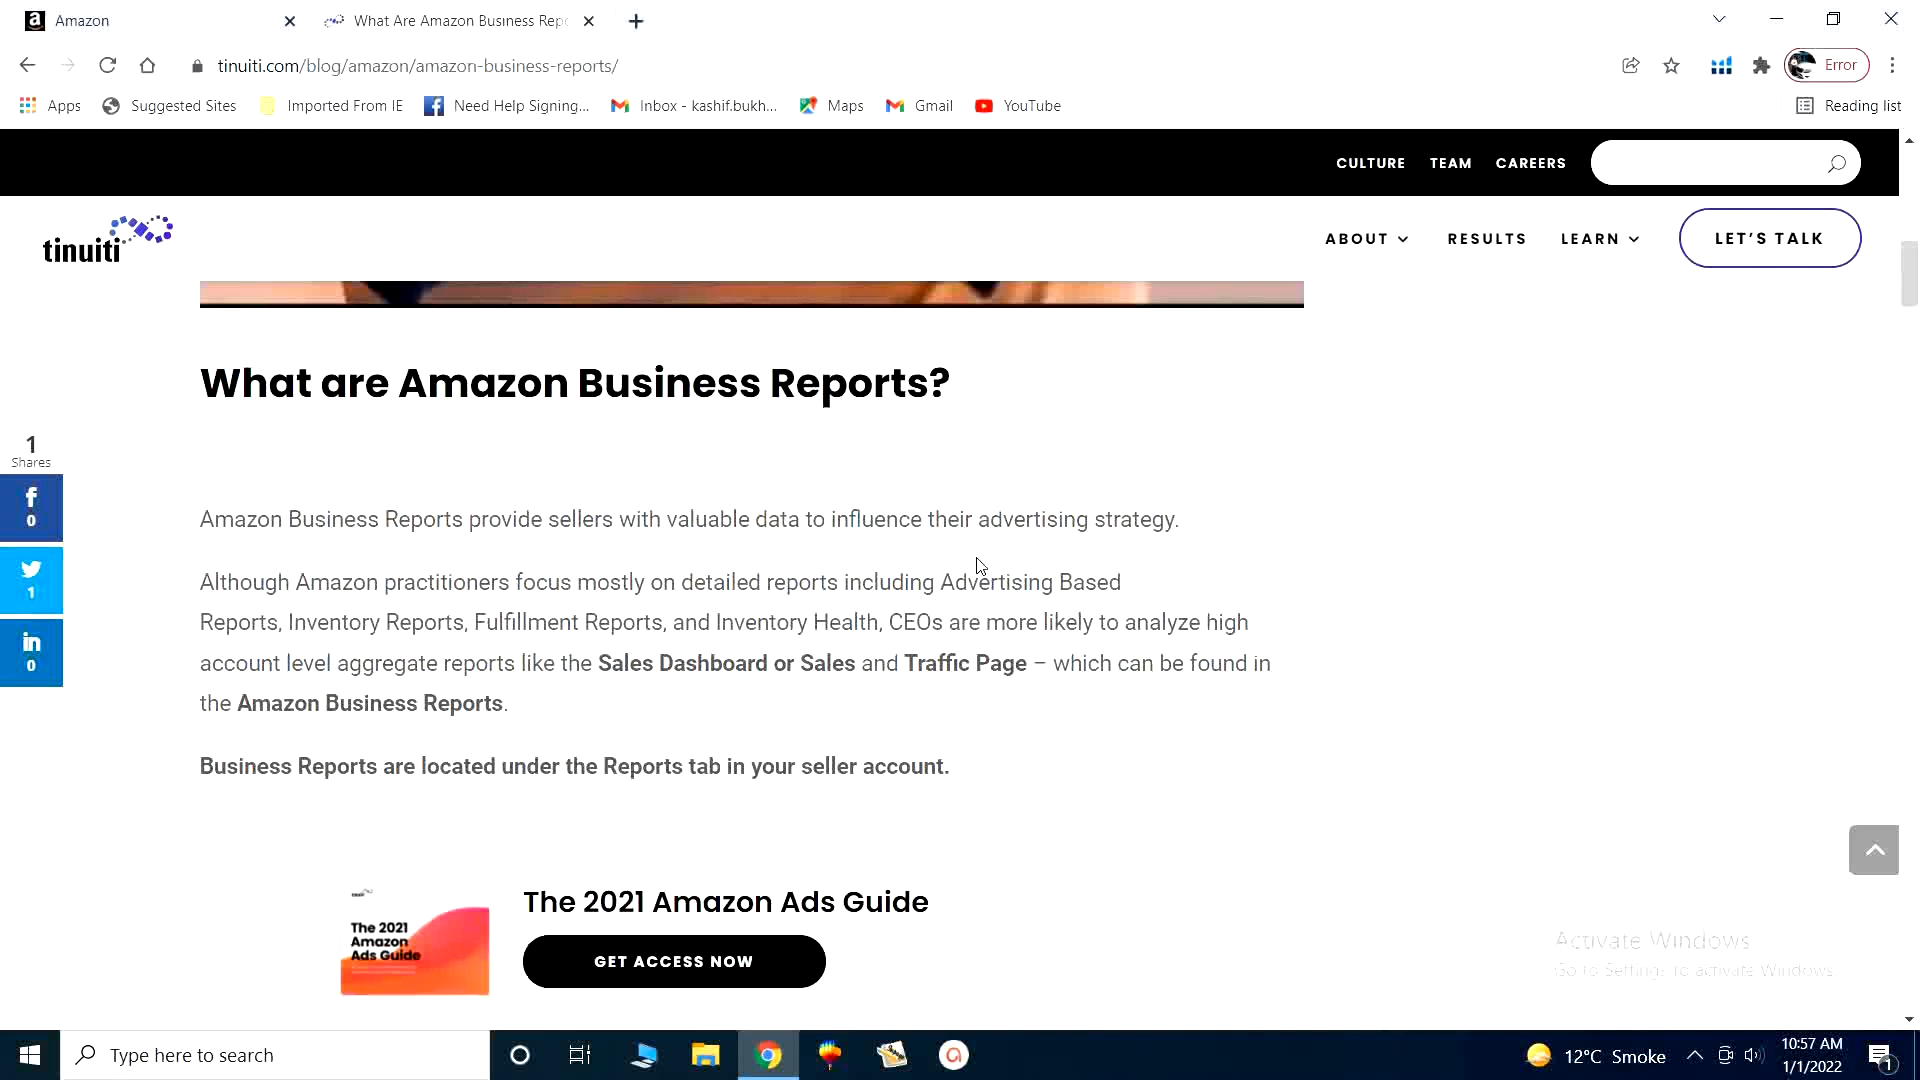 Amazon
What Are Amazon Business Repo
tinuiti.com/blog/amazon/amazon-business-reports/
Error
Apps
Suggested Sites
Imported From IE
Need Help Signing...
Inbox - kashif.bukh...
Maps
Gmail
YouTube
Reading list
CULTURE TEAM CAREERS
tinuiti
ABOUT RESULTS LEARN LET'S TALK
What are Amazon Business Reports?
1
Shares
0
1
0
Amazon Business Reports provide sellers with valuable data to influence their advertising strategy.
Although Amazon practitioners focus mostly on detailed reports including Advertising Based
Reports, Inventory Reports, Fulfillment Reports, and Inventory Health, CEOs are more likely to analyze high
account level aggregate reports like the Sales Dashboard or Sales and Traffic Page – which can be found in
the Amazon Business Reports.
Business Reports are located under the Reports tab in your seller account.
The 2021
Amazon
Ads Guide
The 2021 Amazon Ads Guide
GET ACCESS NOW
Activate Windows
Go to Settings to activate Windows.
Type here to search
12°C Smoke
10:57 AM
1/1/2022
1